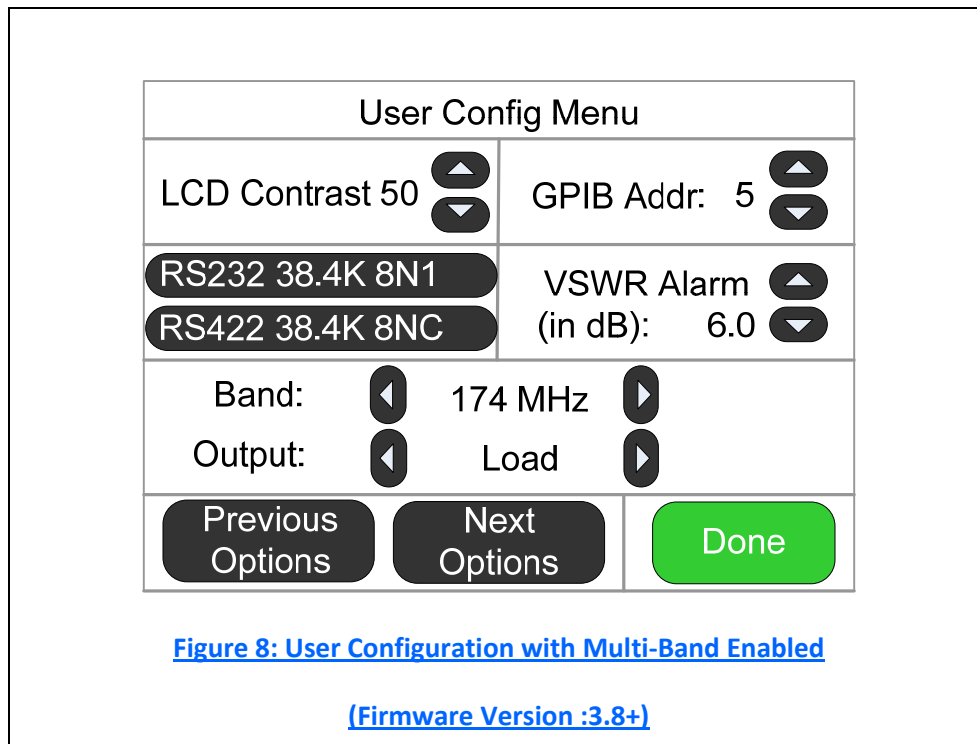 User Config Menu
LCD Contrast 50
GPIB Addr: 5
RS232 38.4K 8N1
RS422 38.4K 8NC
VSWR Alarm
(in dB): 6.0
Band: 174 MHz
Output: Load
Previous
Options
Next
Options
Done
Figure 8: User Configuration with Multi-Band Enabled
(Firmware Version :3.8+)